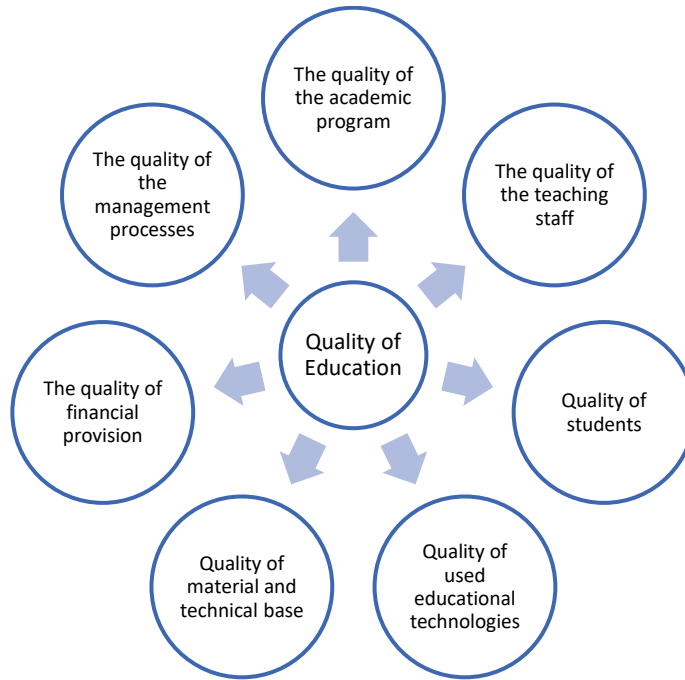 The quality of
the academic
program
The quality of
the teaching
staff
Quality of
students
Quality of
used
educational
technologies
Quality of
material and
technical base
The quality of
financial
provision
The quality of
the
management
processes
Quality of
Education